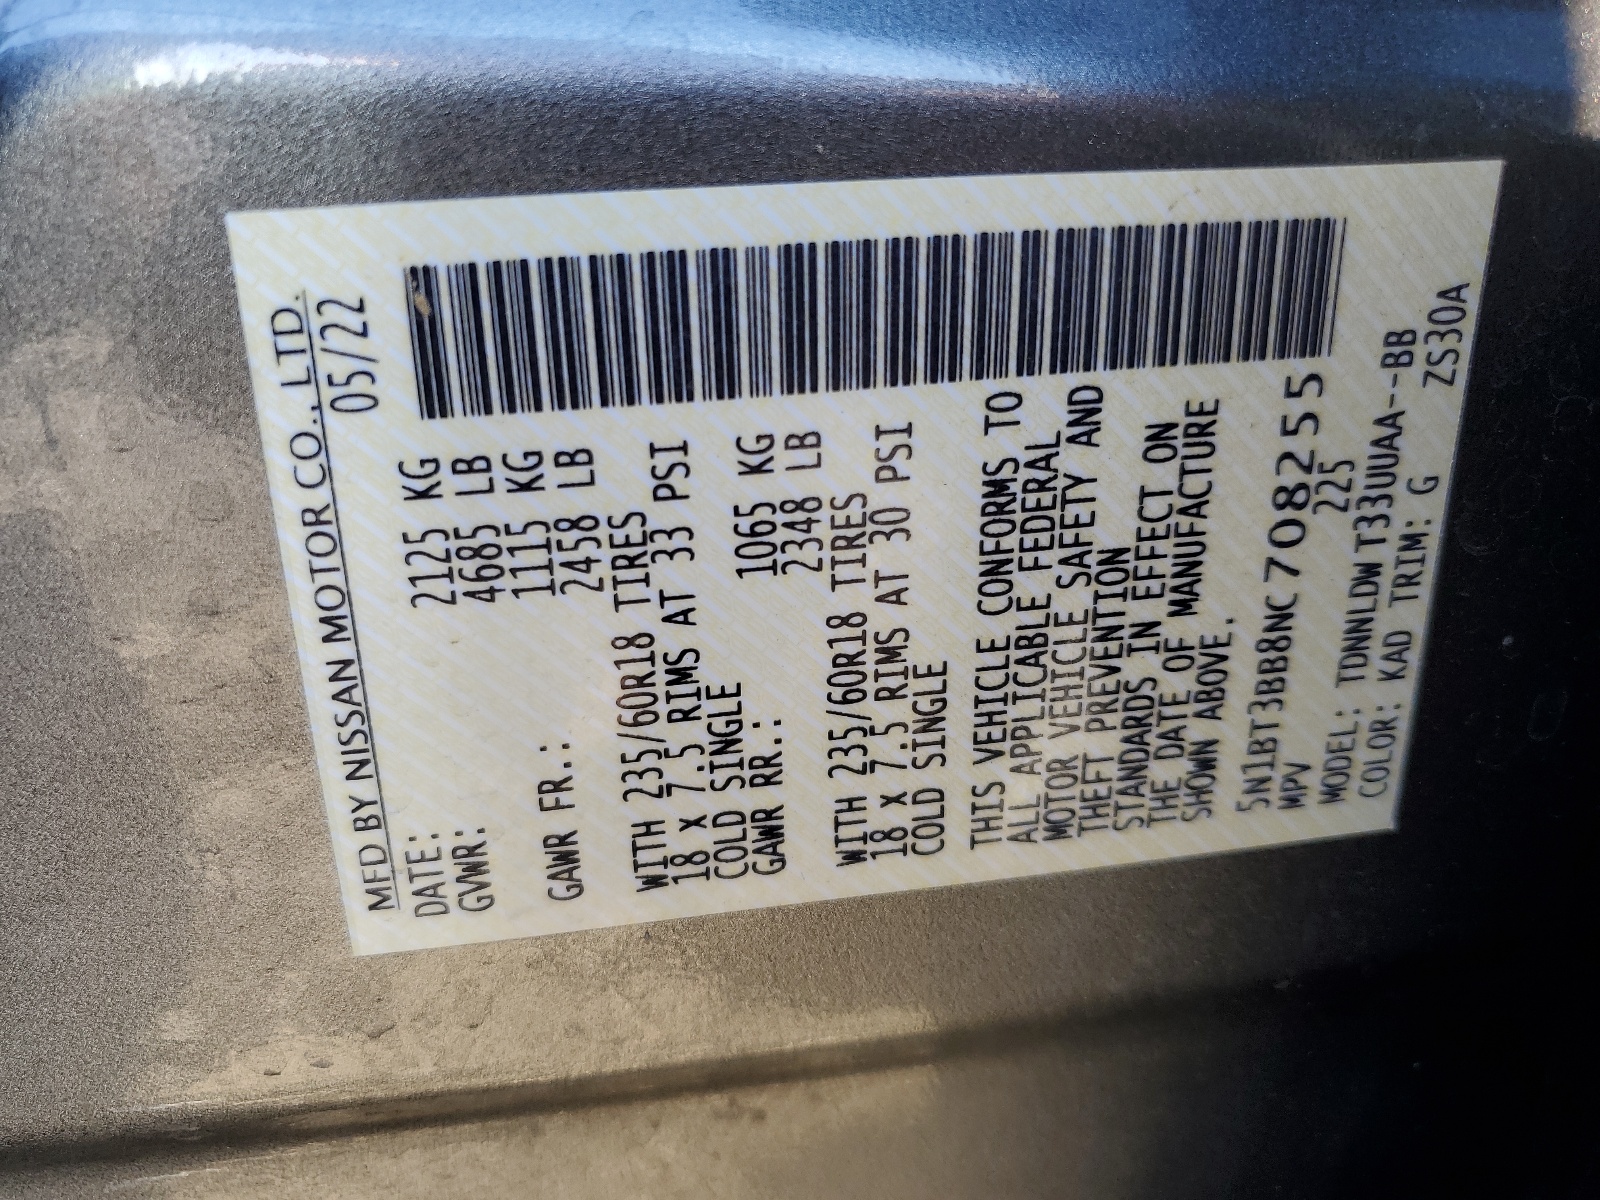 MFD BY NISSAN MOTOR CO., LTD.
DATE: 05/22
GVWR: 2125 KG
4685 LB
1115 KG
GAWR FR.: 2458 LB
WITH 235/60R18 TIRES
18 X 7.5 RIMS AT 33 PSI
COLD SINGLE
GAWR RR.: 1065 KG
2348 LB
WITH 235/60R18 TIRES
18 X 7.5 RIMS AT 30 PSI
COLD SINGLE
THIS VEHICLE CONFORMS TO
ALL APPLICABLE FEDERAL
MOTOR VEHICLE SAFETY AND
THEFT PREVENTION
STANDARDS IN EFFECT ON
THE DATE OF MANUFACTURE
SHOWN ABOVE.
5N1BT3BB8NC708255
MPV 225
MODEL: TDNNLDWT33UUAA--BB
COLOR: KAD TRIM: G ZS30A